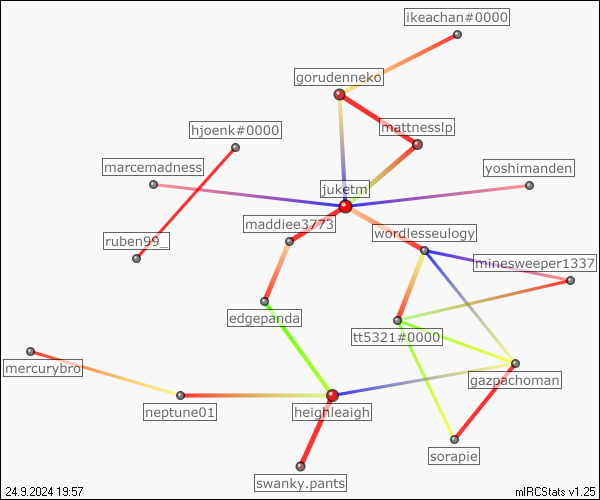 ikeachan#0000
gorudenneko
mattnesslp
hjoenk#0000
marcemadness
yoshimanden
juketm
maddiee3773
wordlesseulogy
ruben99_
minesweeper1337
edgepanda
tt5321#0000
mercurybro
gazpachoman
neptune01
heighleaigh
sorapie
swanky.pants
24.9.2024 19:57
mIRCStats v1.25